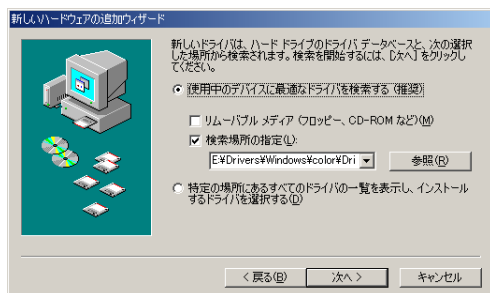 新しいハードウェアの追加ウィザード
新しいドライバは、ハード ドライブのドライバ データベースと、次の選択
した場所から検索されます。検索を開始するには、[次へ] をクリックし
てください。
使用中のデバイスに最適なドライバを検索する (推奨)
リムーバブル メディア (フロッピー、CD-ROM など)(M)
検索場所の指定(L):
E:¥Drivers¥Windows¥color¥Dri
参照(R)
特定の場所にあるすべてのドライバの一覧を表示し、インストール
するドライバを選択する(D)
< 戻る(B)
次へ >
キャンセル